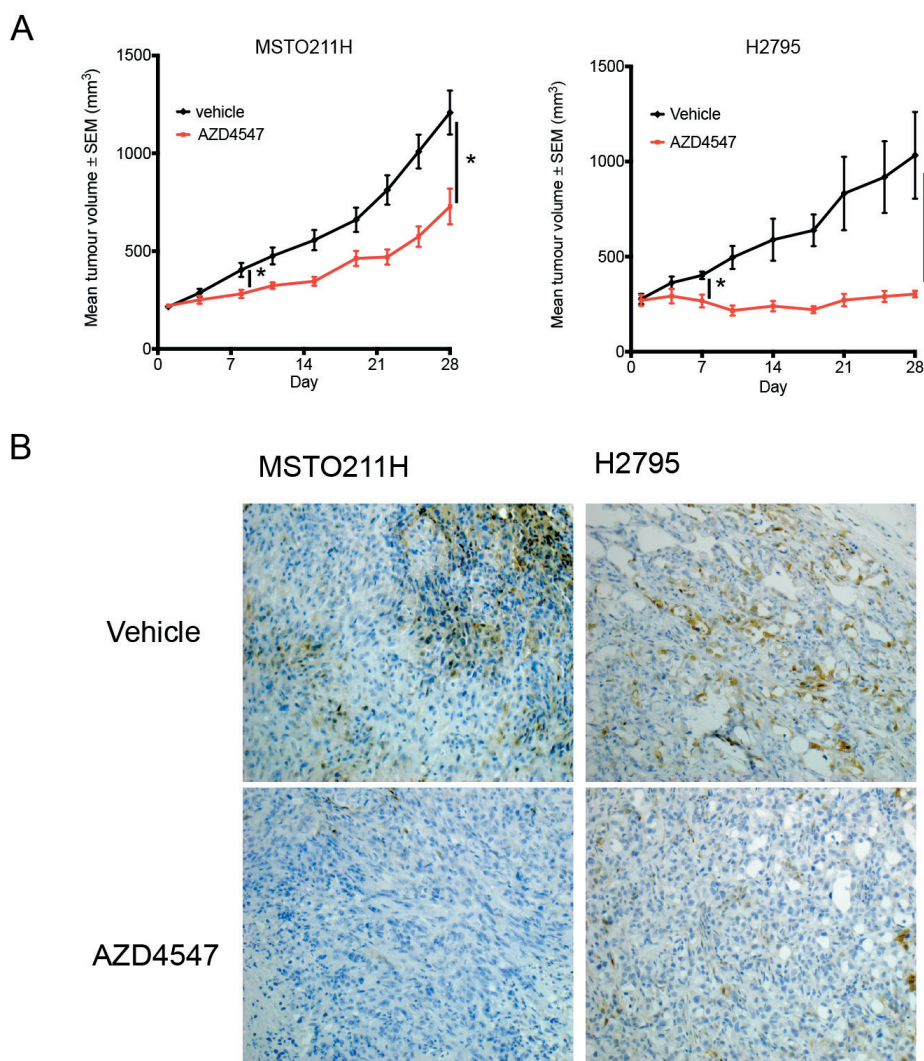 A
MSTO211H
H2795
Mean tumour volume ± SEM (mm³)
1500
1000
500
0
vehicle
AZD4547
*
*
0 7 14 21 28
Day
Mean tumour volume ± SEM (mm³)
1500
1000
500
0
Vehicle
AZD4547
*
0 7 14 21 28
Day
B
MSTO211H
H2795
Vehicle
AZD4547